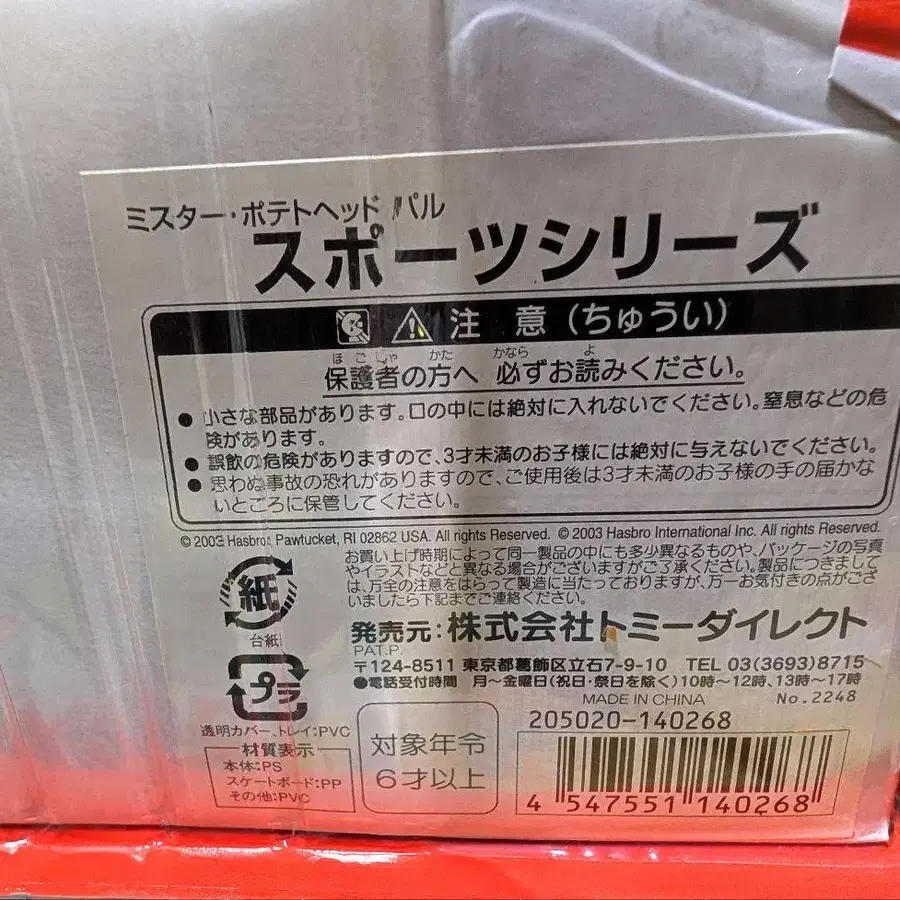 ミスター・ポテトヘッド パル
スポーツシリーズ
注 意（ちゅうい）
ほごしゃ かた かなら よ
保護者の方へ 必ずお読みください。
● 小さな部品があります。口の中には絶対に入れないでください。窒息などの危
険があります。
● 誤飲の危険がありますので、3才未満のお子様には絶対に与えないでください。
● 思わぬ事故の恐れがありますので、ご使用後は3才未満のお子様の手の届かな
いところに保管してください。
© 2003 Hasbro, Pawtucket, RI 02862 USA. All rights Reserved. © 2003 Hasbro International Inc. All rights Reserved.
お買い上げ時期によって同一製品の中にも多少異なるものや、パッケージの写真
やイラストなどと異なる場合がございますがご了承ください。製品につきまして
は、万全の注意をはらって製造に当たっておりますが、万一お気付きの点がござ
いましたら下記までご連絡ください。
紙
台紙
発売元：株式会社トミーダイレクト
PAT.P.
〒124-8511 東京都葛飾区立石7-9-10 TEL 03(3693)8715
●電話受付時間 月～金曜日(祝日・祭日を除く)10時～12時、13時～17時
MADE IN CHINA No.2248
プラ
透明カバー、トレイ：PVC
材質表示
本体：PS
スケートボード：PP
その他：PVC
対象年令
6才以上
205020-140268
4 547551 140268